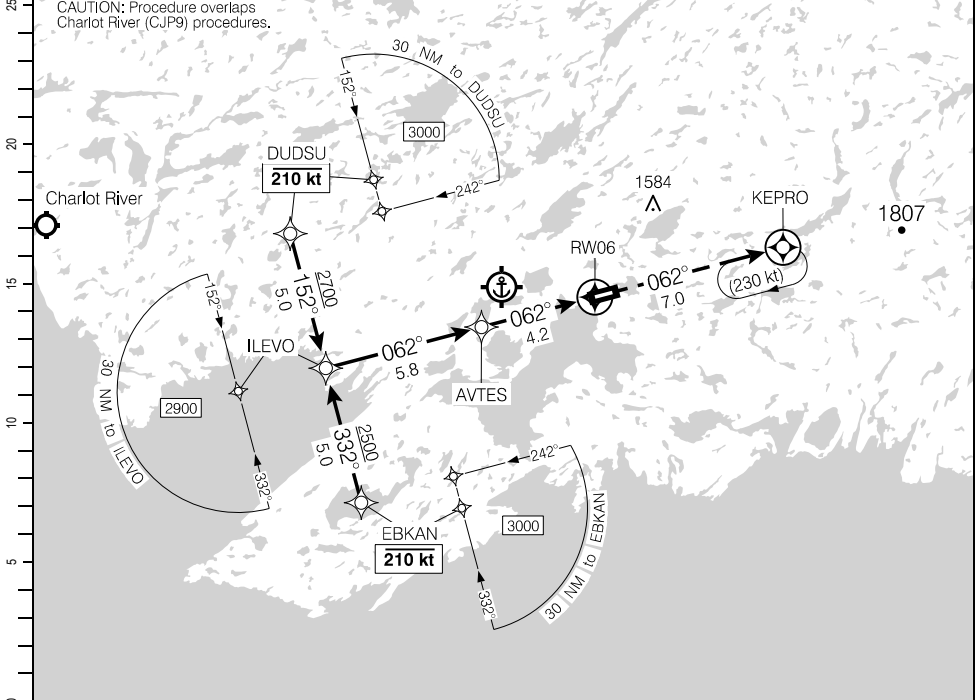 25
CAUTION: Procedure overlaps
Charlot River (CJP9) procedures.
30 NM to DUDSU
152°
3000
20
DUDSU
210 kt
242°
1584
Charlot River
KEPRO
1807
RW06
15
152°
2700
152°
5.0
062°
7.0
(230 kt)
ILEVO
062°
5.8
062°
4.2
30 NM to ILEVO
2900
AVTES
10
2500
332°
5.0
332°
242°
EBKAN
210 kt
3000
30 NM to EBKAN
5
332°